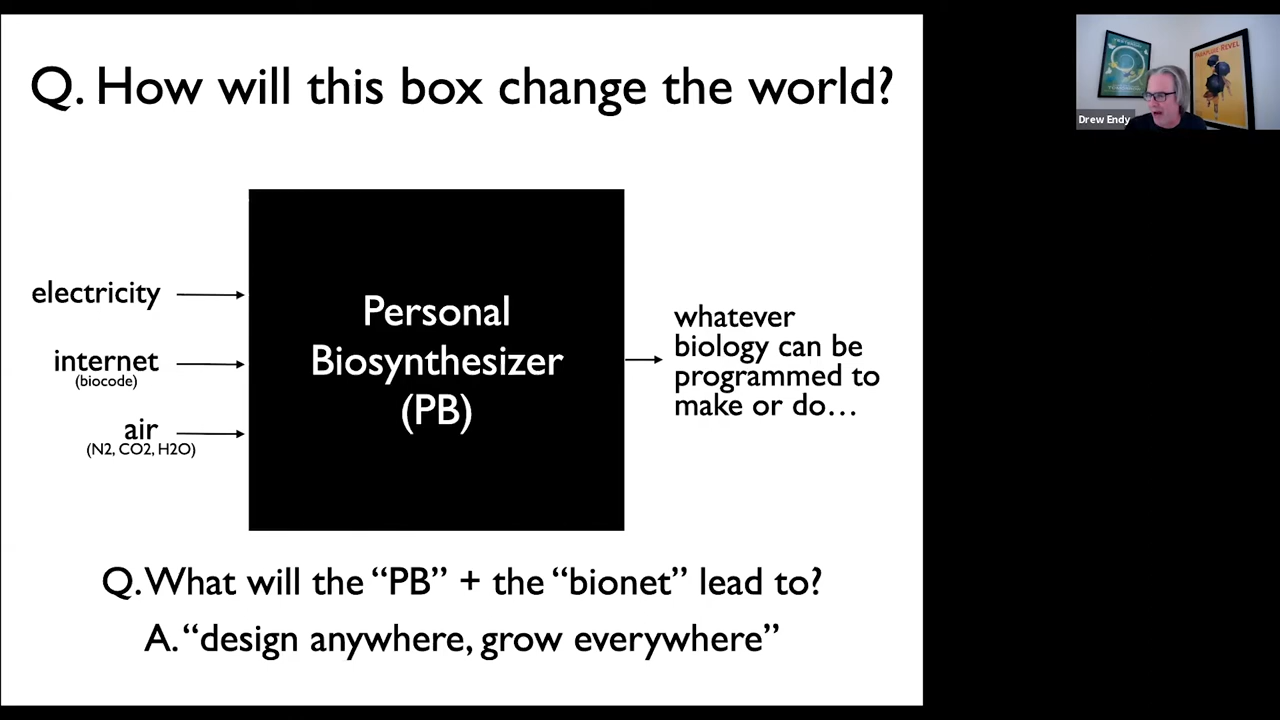 Q. How will this box change the world?
electricity
internet
(biocode)
air
(N2, CO2, H2O)
Personal
Biosynthesizer
(PB)
whatever
biology can be
programmed to
make or do…
Q. What will the “PB” + the “bionet” lead to?
A. “design anywhere, grow everywhere”
Drew Endy
REVEL